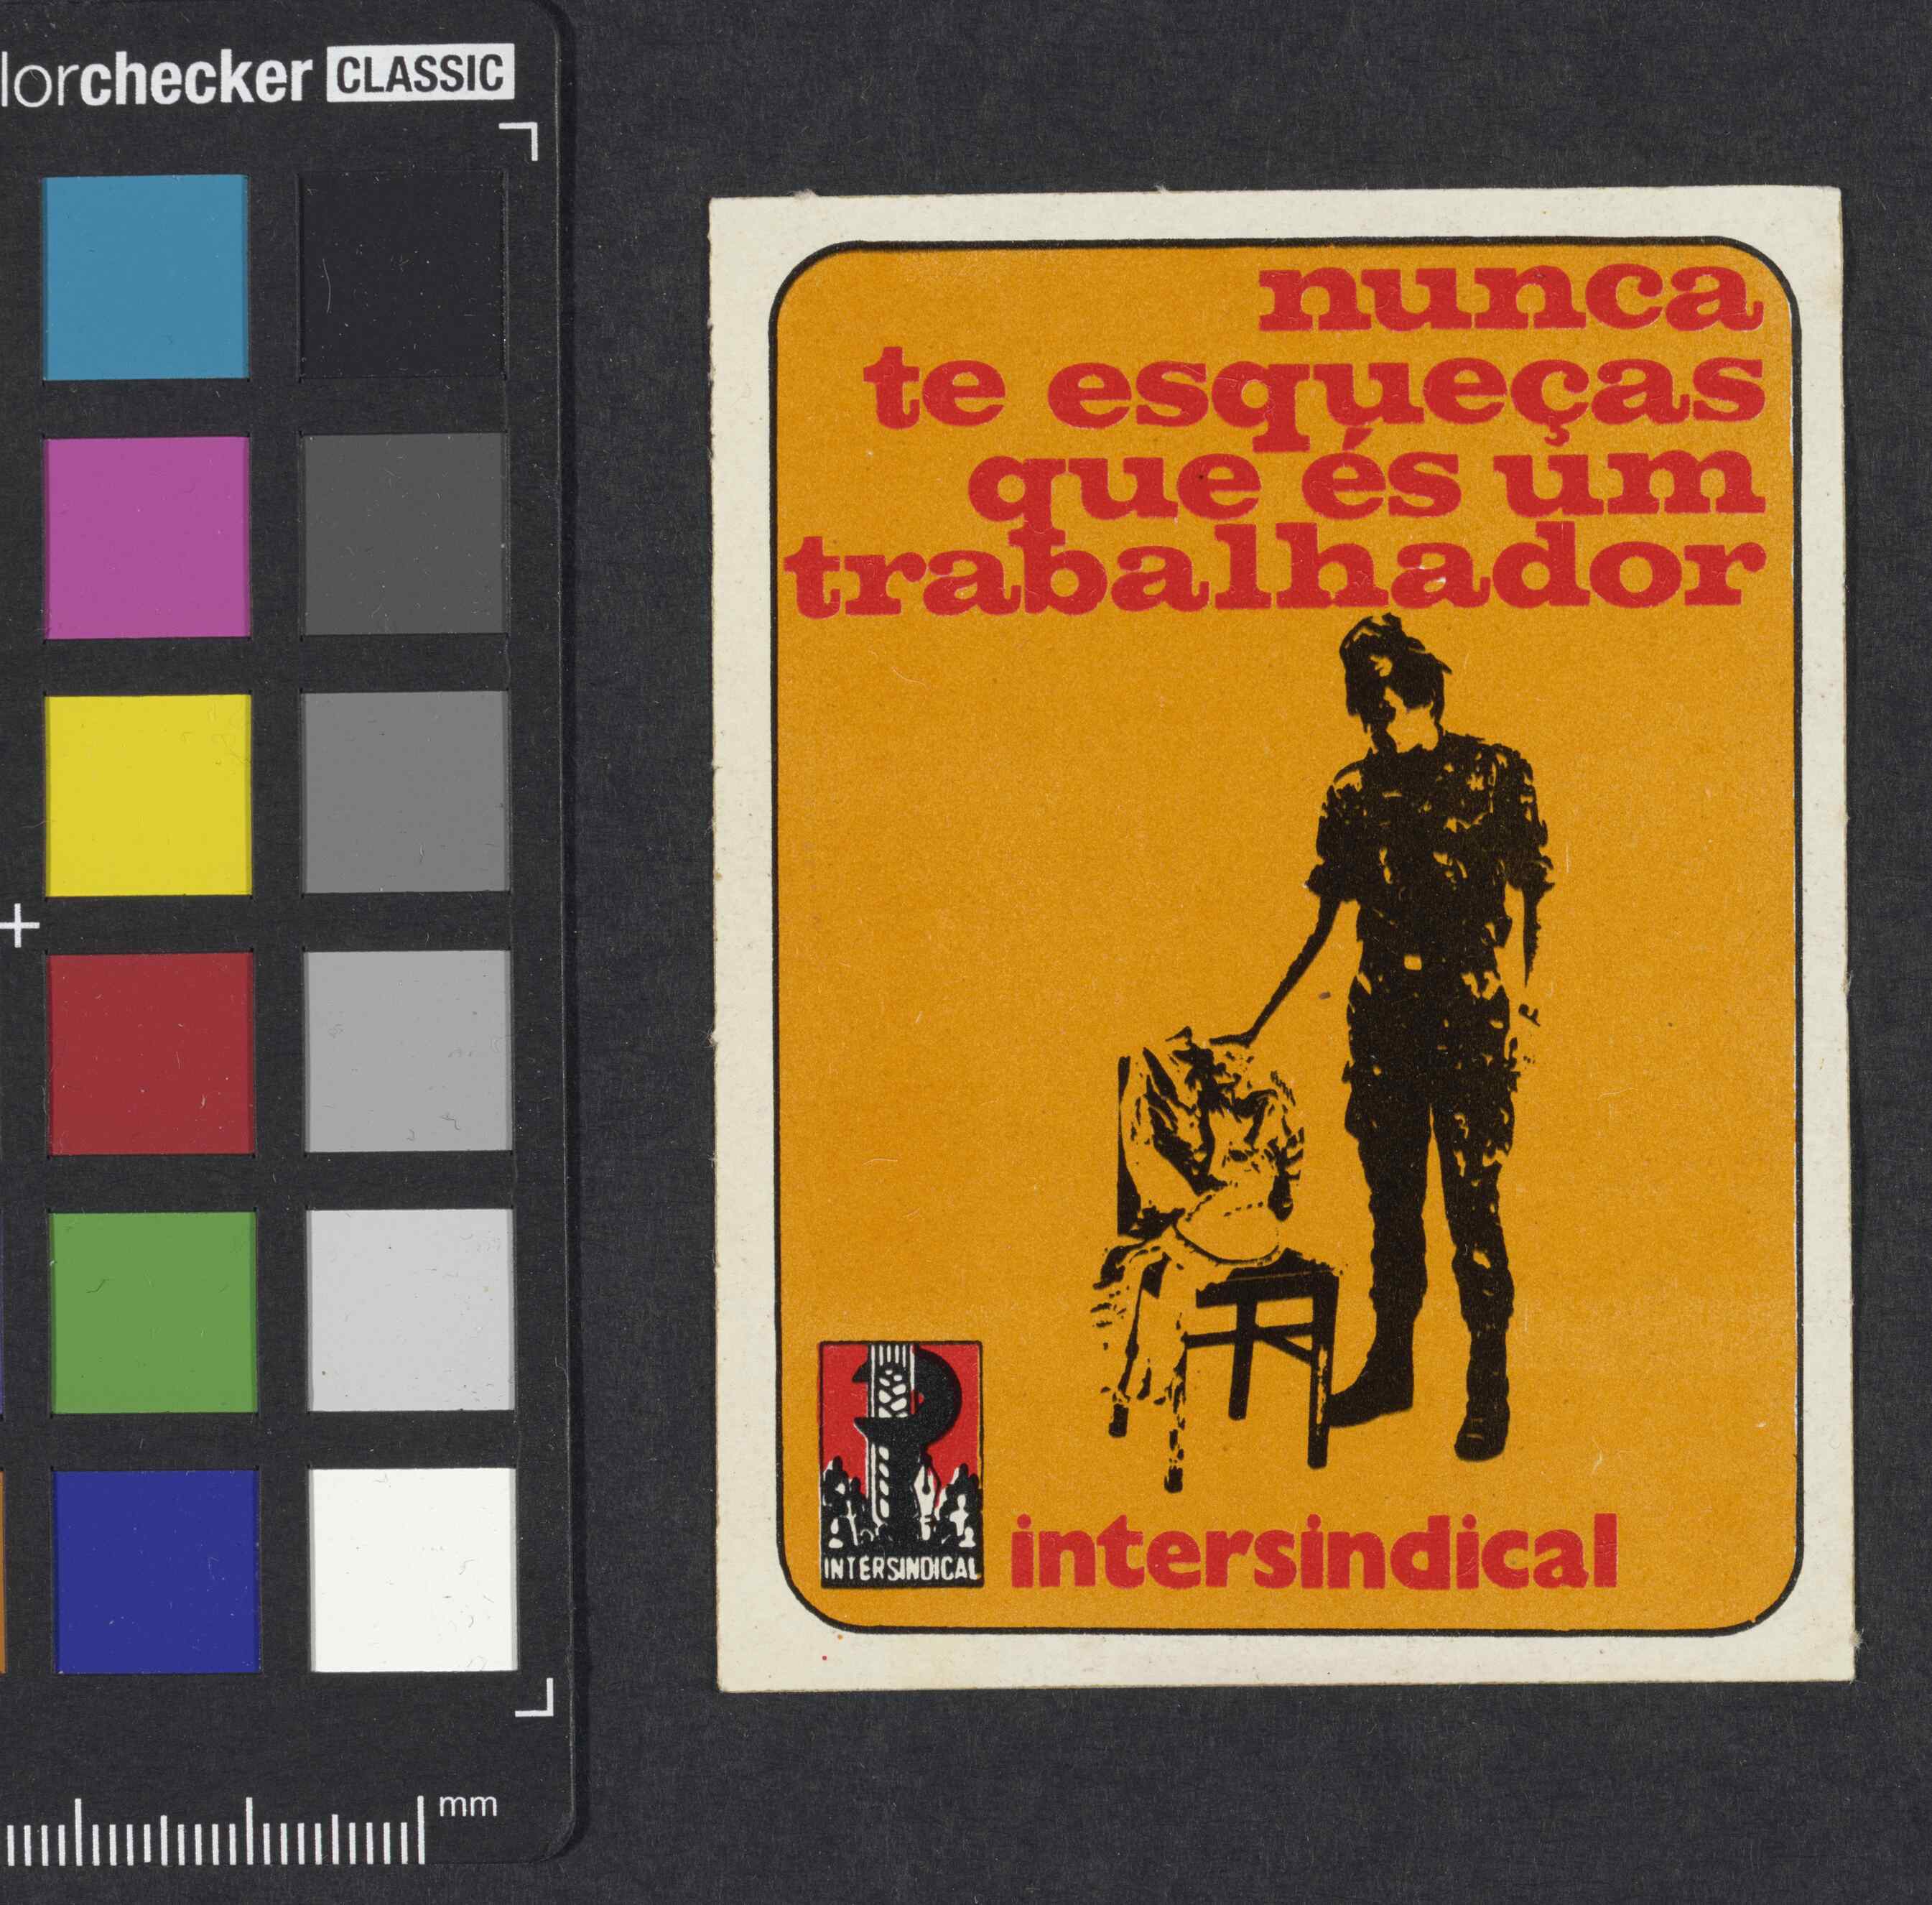 lorchecker CLASSIC
mm
nunca
te esqueças
que és um
trabalhador
INTERSINDICAL
intersindical